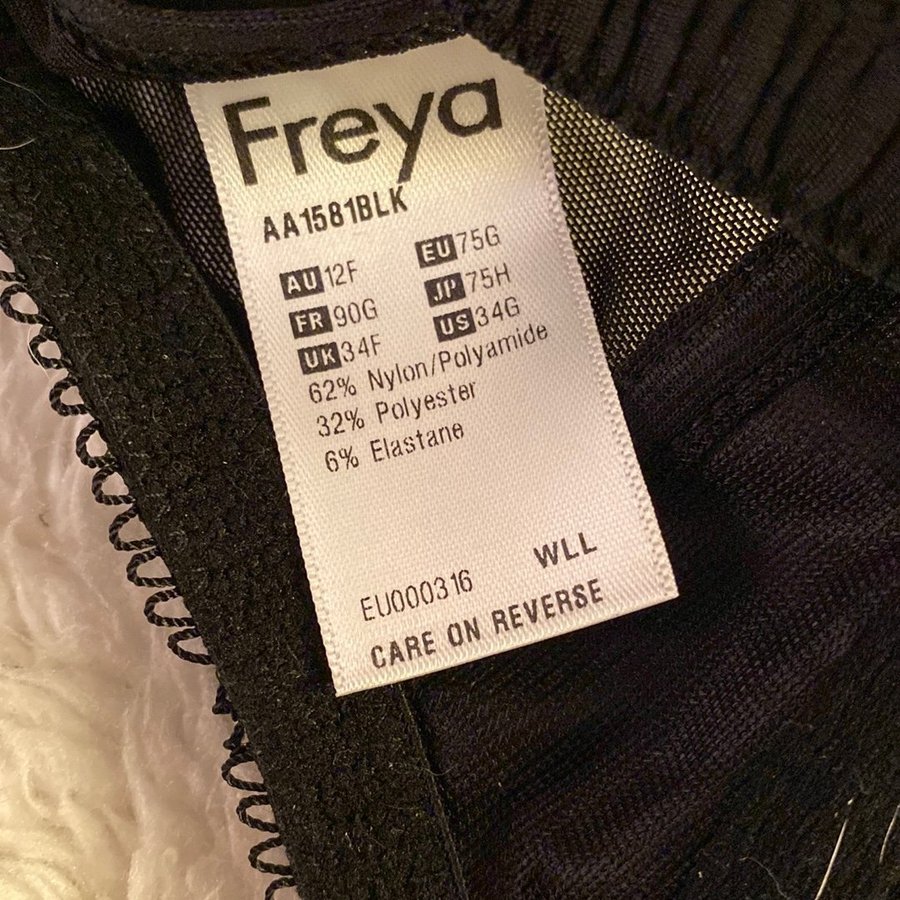 Freya
AA1581BLK
AU 12F EU 75G
FR 90G JP 75H
UK 34F US 34G
62% Nylon/Polyamide
32% Polyester
6% Elastane
EU000316 WLL
CARE ON REVERSE